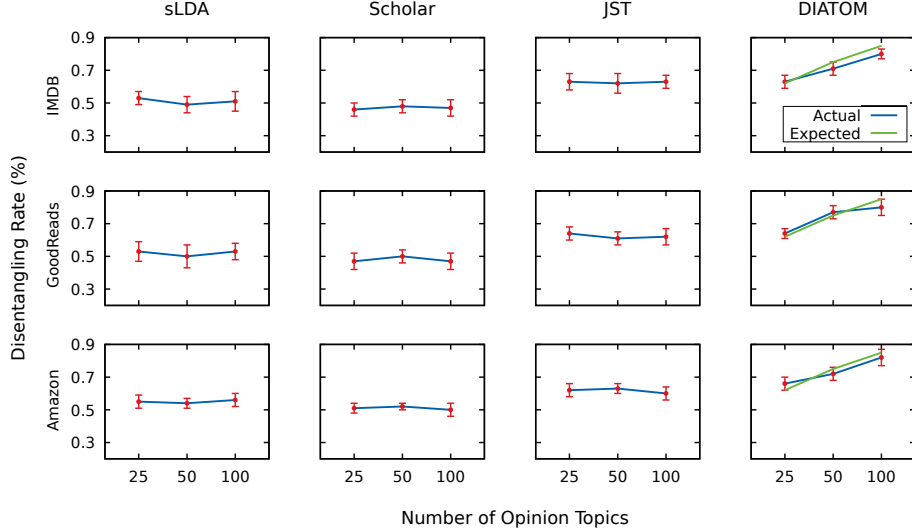 sLDA Scholar JST DIATOM
Disentangling Rate (%)
IMDB
0.9
0.7
0.5
0.3
Actual
Expected
GoodReads
0.9
0.7
0.5
0.3
Amazon
0.9
0.7
0.5
0.3
25 50 100 25 50 100 25 50 100 25 50 100
Number of Opinion Topics